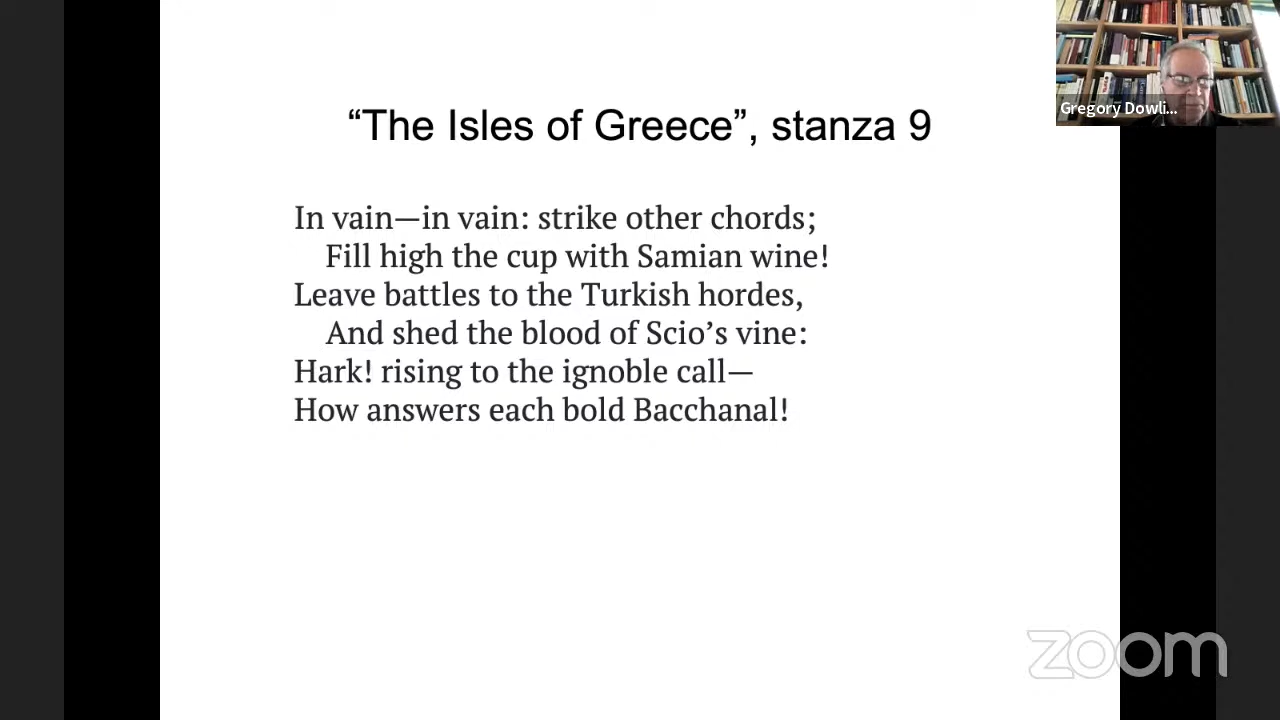 “The Isles of Greece”, stanza 9
Gregory Dowli...
In vain—in vain: strike other chords;
Fill high the cup with Samian wine!
Leave battles to the Turkish hordes,
And shed the blood of Scio’s vine:
Hark! rising to the ignoble call—
How answers each bold Bacchanal!
zoom